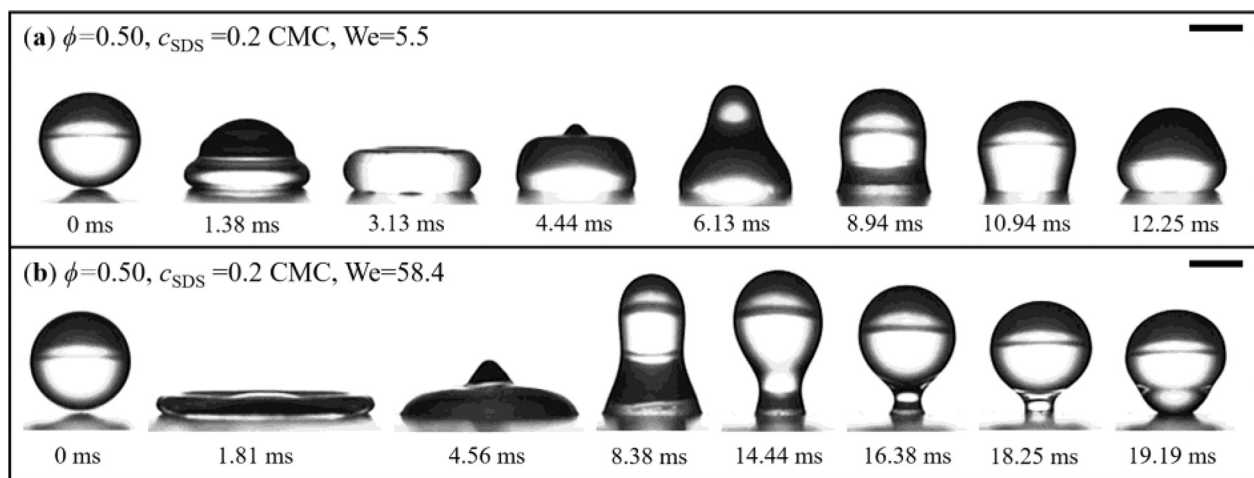 (a) ϕ=0.50, c_SDS =0.2 CMC, We=5.5
0 ms 1.38 ms 3.13 ms 4.44 ms 6.13 ms 8.94 ms 10.94 ms 12.25 ms
(b) ϕ=0.50, c_SDS =0.2 CMC, We=58.4
0 ms 1.81 ms 4.56 ms 8.38 ms 14.44 ms 16.38 ms 18.25 ms 19.19 ms